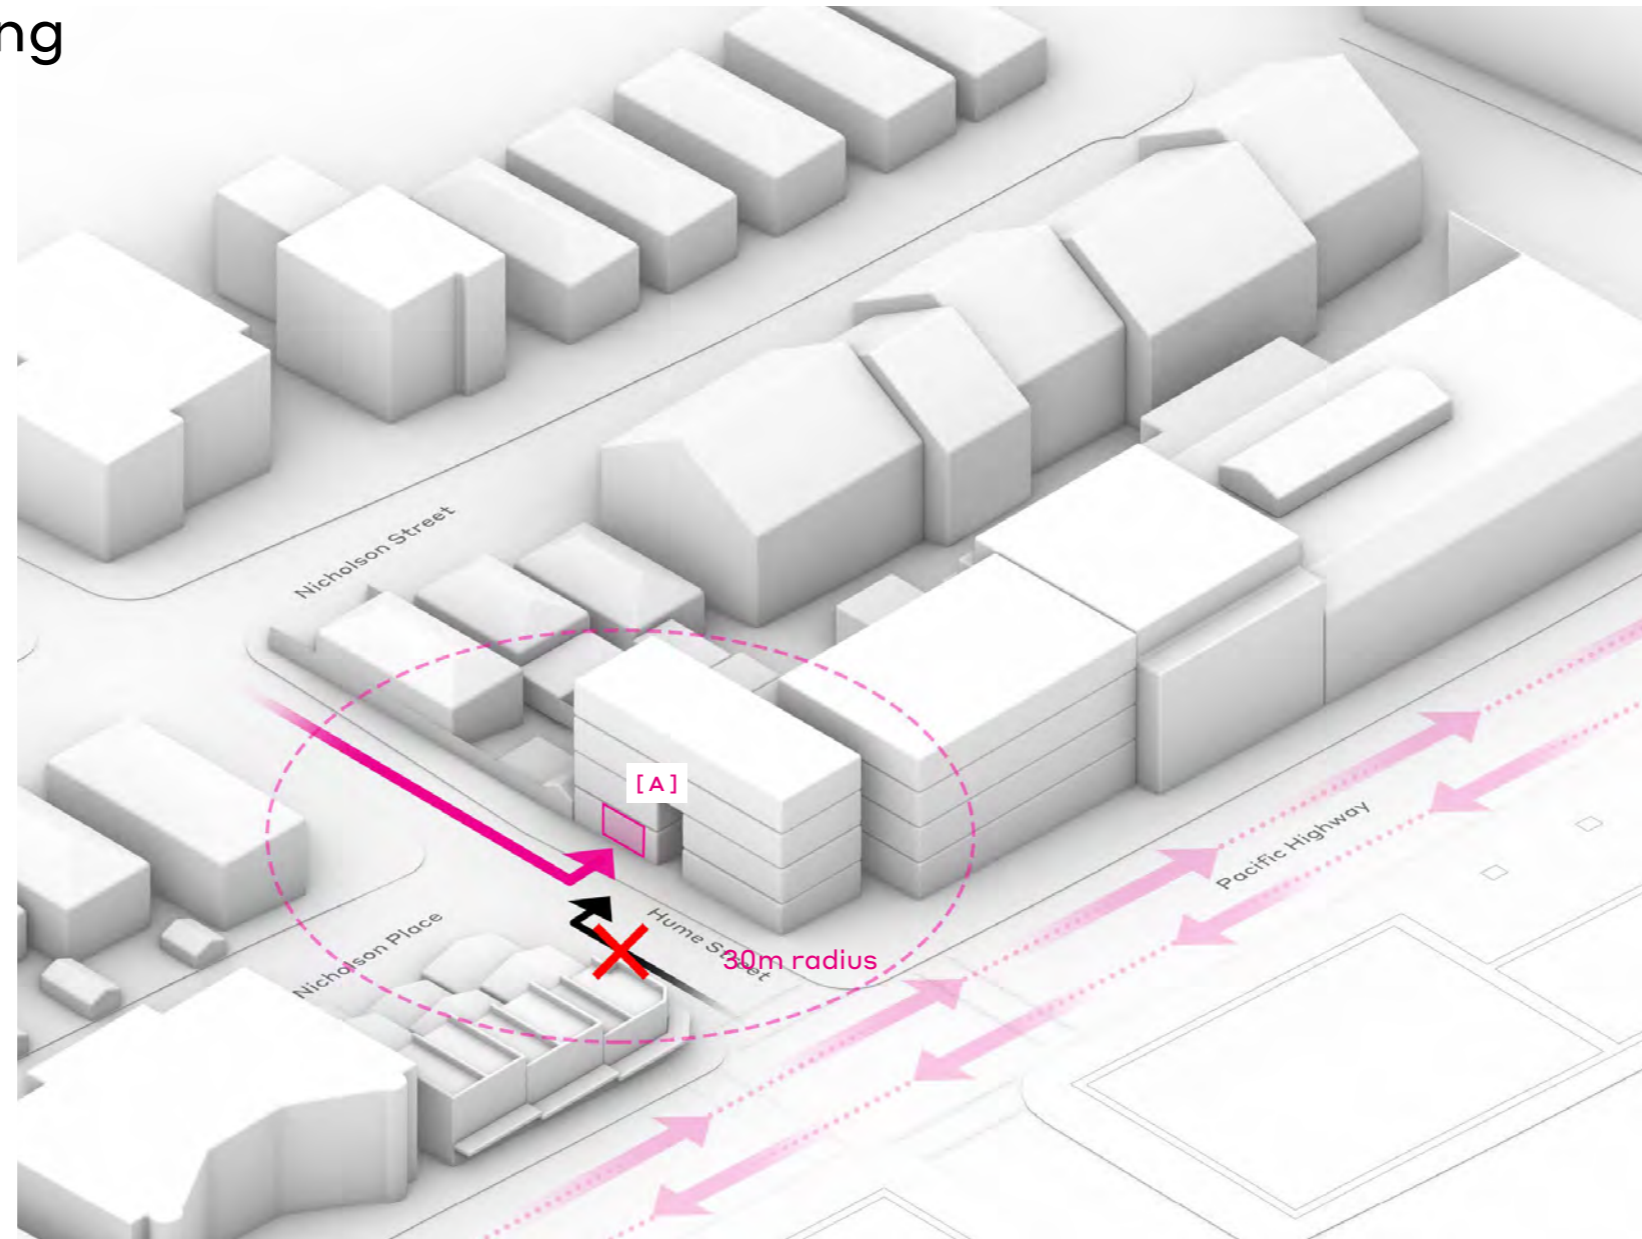 ng
Nicholson Street
[A]
Pacific Highway
Hume Street
30m radius
Nicholson Place